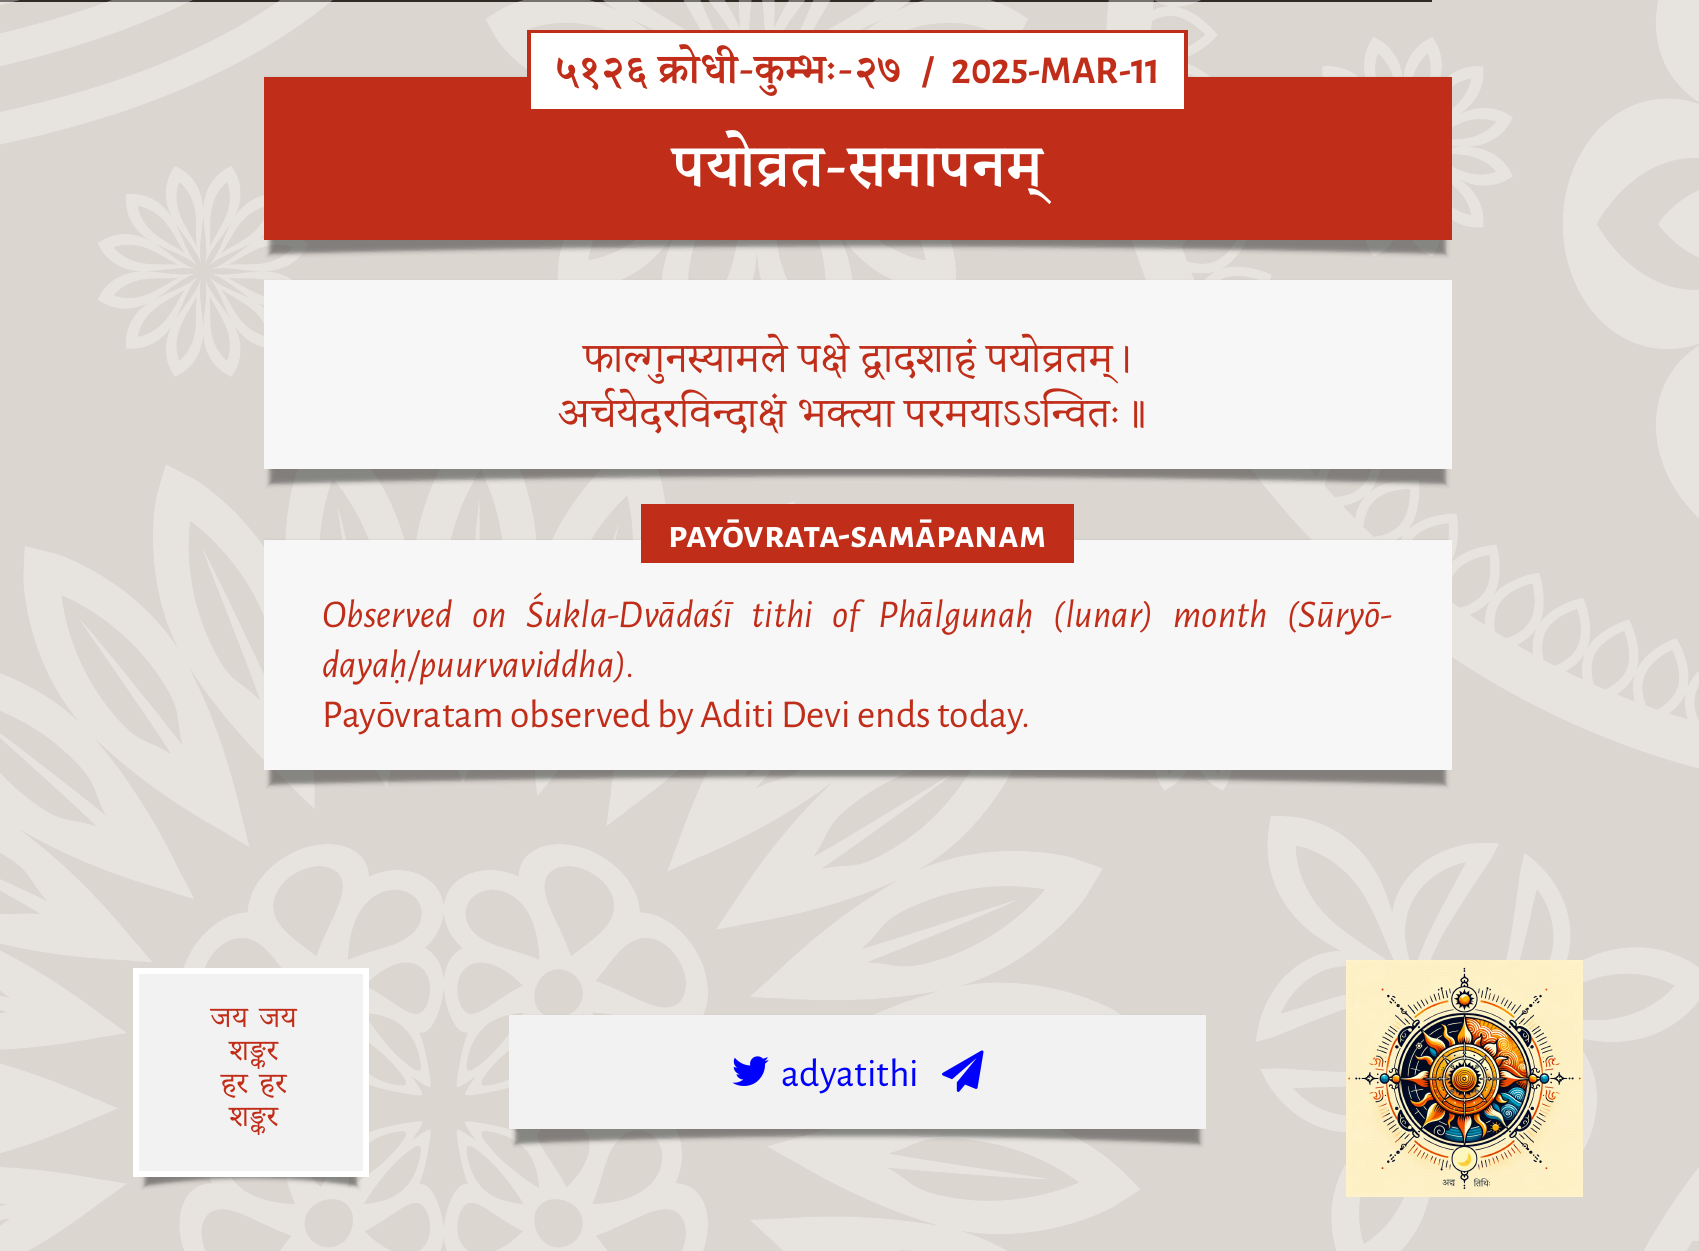 ५१२६ क्रोधी-कुम्भः-२७ / 2025-MAR-11
पयोव्रत-समापनम्
फाल्गुनस्यामले पक्षे द्वादशाहं पयोव्रतम्।
अर्चयेदरविन्दाक्षं भक्त्या परमयाऽऽन्वितः॥
PAYŌVRATA-SAMĀPANAM
Observed on Śukla-Dvādaśī tithi of Phālgunaḥ (lunar) month (Sūryō-
dayaḥ/puurvaviddha).
Payōvratam observed by Aditi Devi ends today.
जय जय
शङ्कर
हर हर
शङ्कर
adyatithi
अद्य तिथिः